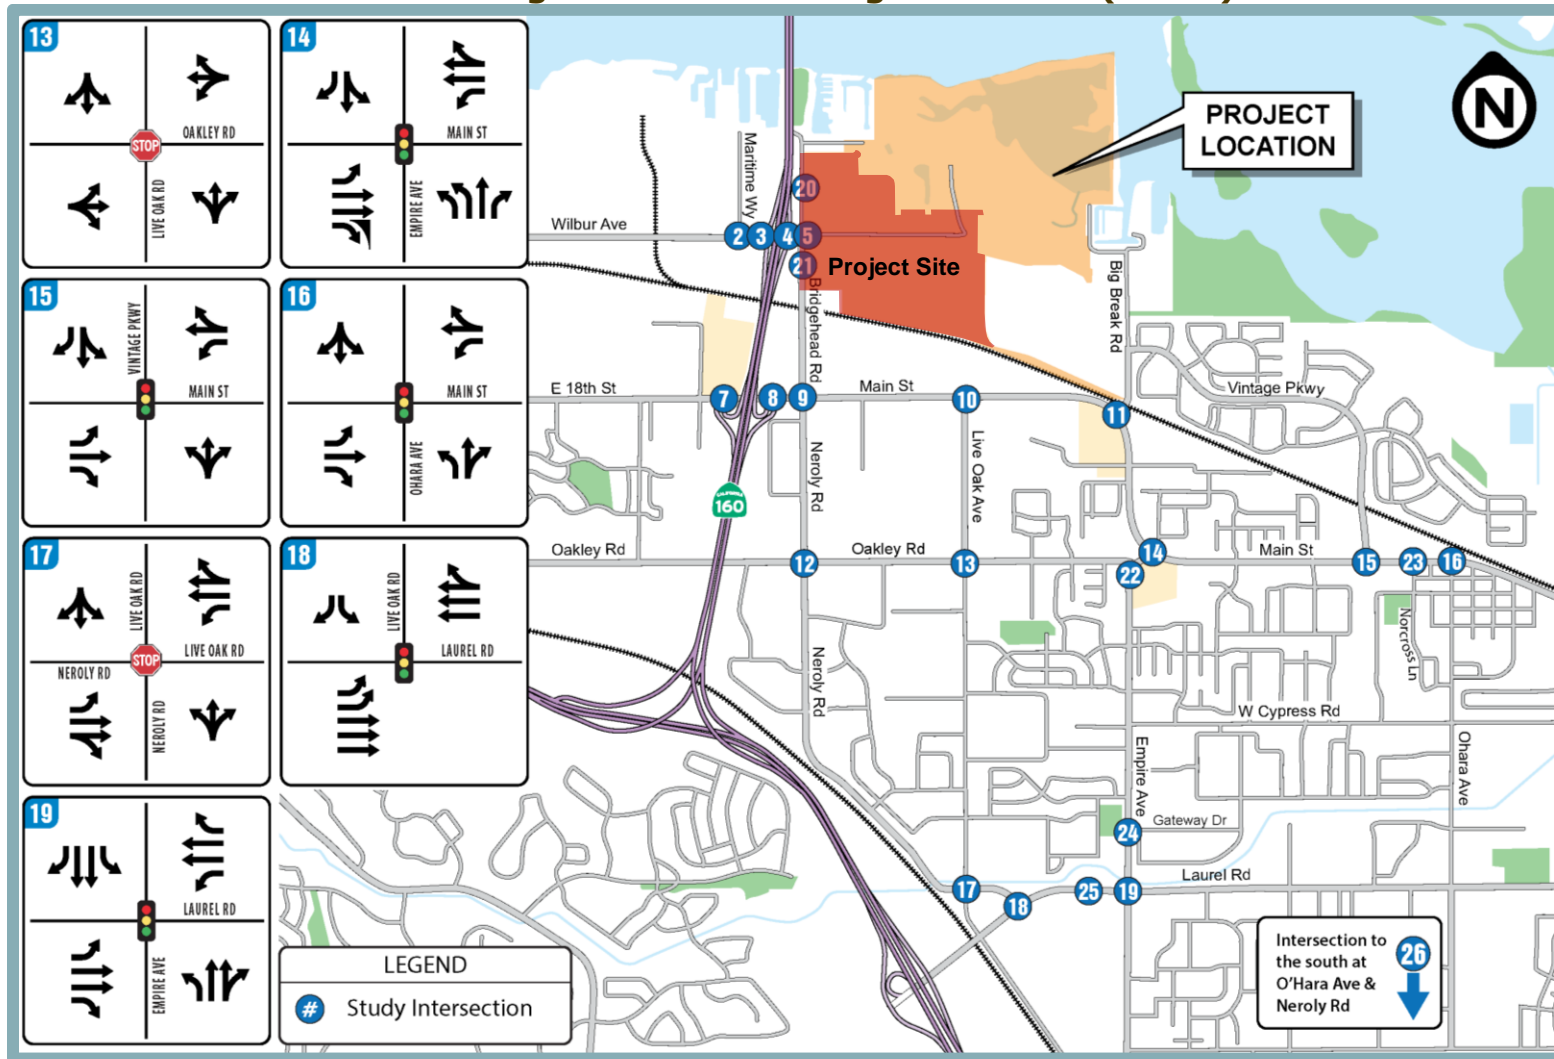 13
OAKLEY RD
STOP
LIVE OAK RD
14
MAIN ST
EMPIRE AVE
15
VINTAGE PKWY
MAIN ST
16
MAIN ST
OHARA AVE
17
LIVE OAK RD
NEROLY RD
STOP
LIVE OAK RD
NEROLY RD
18
LIVE OAK RD
LAUREL RD
19
LAUREL RD
EMPIRE AVE
LEGEND
# Study Intersection
N
PROJECT
LOCATION
Maritime Wy
20
Wilbur Ave
2
3
4
5
21
Project Site
Bridgehead Rd
Big Break Rd
E 18th St
7
8
9
Main St
10
11
Vintage Pkwy
CALIFORNIA
160
Neroly Rd
Live Oak Ave
Oakley Rd
12
Oakley Rd
13
14
22
Main St
15
23
16
Norcross Ln
Neroly Rd
W Cypress Rd
Empire Ave
Ohara Ave
Gateway Dr
24
Laurel Rd
17
18
25
19
Intersection to
the south at
O'Hara Ave &
Neroly Rd
26